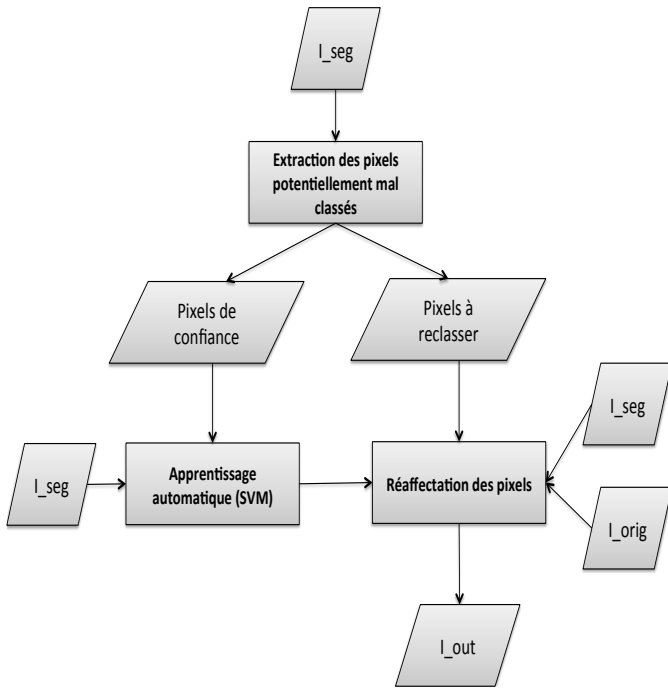 I_seg
Extraction des pixels
potentiellement mal
classés
Pixels de
confiance
Pixels à
reclasser
I_seg
I_seg
Apprentissage
automatique (SVM)
Réaffectation des pixels
I_orig
I_out